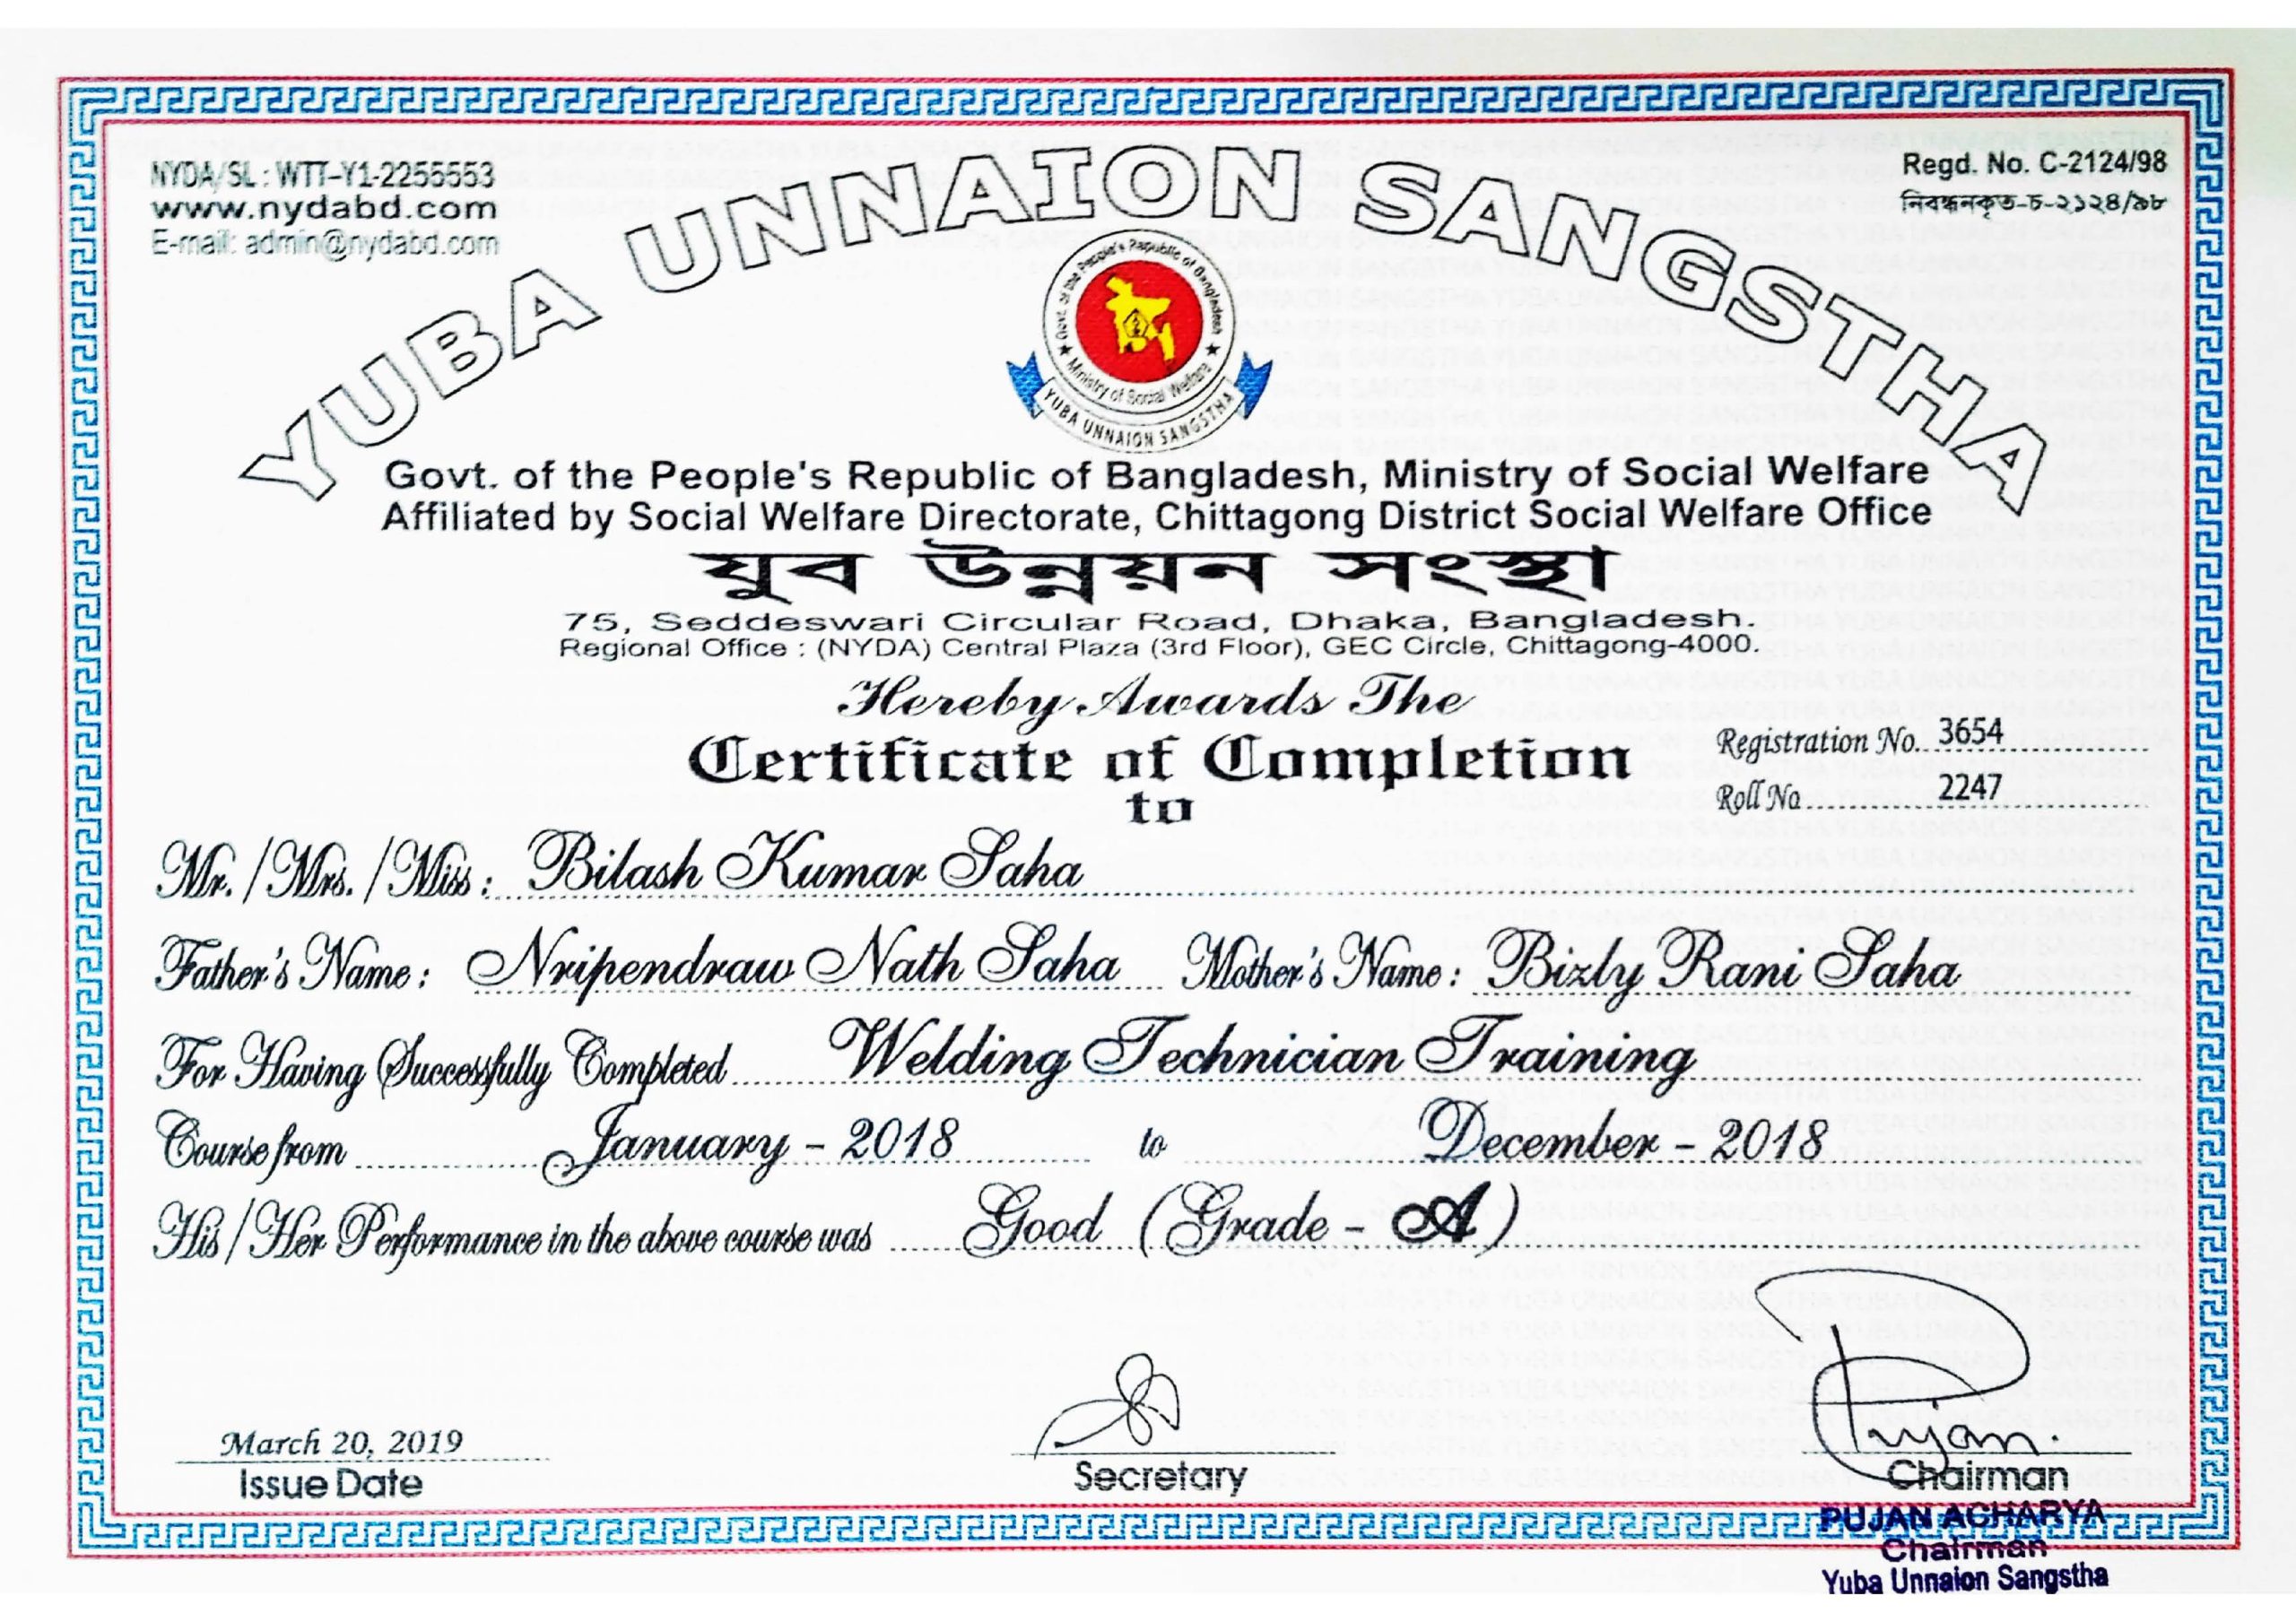 NYDA/SL : WTT-Y1-2255553
www.nydabd.com
E-mail: admin@nydabd.com
Regd. No. C-2124/98
নিবন্ধনকৃত-চ-২১২৪/৯৮
YUBA UNNAION SANGSTHA
Govt. of the People's Republic of Bangladesh
Ministry of Social Welfare
YUBA UNNAION SANGSTHA
Govt. of the People's Republic of Bangladesh, Ministry of Social Welfare
Affiliated by Social Welfare Directorate, Chittagong District Social Welfare Office
যুব উন্নয়ন সংস্থা
75, Seddeswari Circular Road, Dhaka, Bangladesh.
Regional Office : (NYDA) Central Plaza (3rd Floor), GEC Circle, Chittagong-4000.
Hereby Awards The
Certificate of Completion
to
Registration No. 3654
Roll No 2247
Mr. /Mrs. /Miss : Bilash Kumar Saha
Father's Name : Nripendraw Nath Saha Mother's Name : Bizly Rani Saha
For Having Successfully Completed Welding Technician Training
Course from January - 2018 to December - 2018
His / Her Performance in the above course was Good (Grade - A)
March 20, 2019
Issue Date
Secretary
Chairman
PUJAN ACHARYA
Chairman
Yuba Unnaion Sangstha